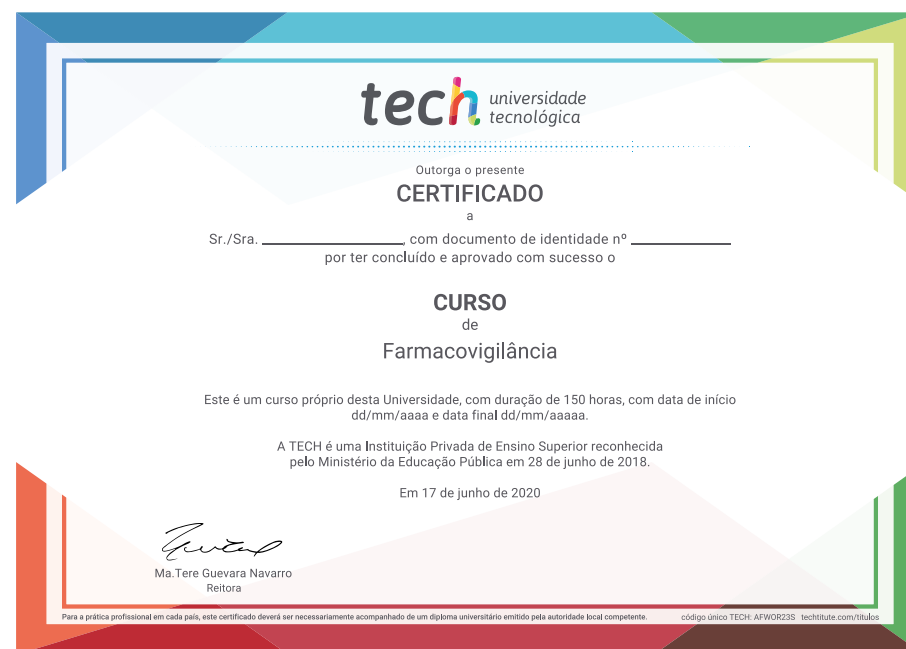 tech universidade
tecnológica
Outorga o presente
CERTIFICADO
a
Sr./Sra. ____________________, com documento de identidade nº ______________
por ter concluído e aprovado com sucesso o
CURSO
de
Farmacovigilância
Este é um curso próprio desta Universidade, com duração de 150 horas, com data de início
dd/mm/aaaa e data final dd/mm/aaaaa.
A TECH é uma Instituição Privada de Ensino Superior reconhecida
pelo Ministério da Educação Pública em 28 de junho de 2018.
Em 17 de junho de 2020
Ma.Tere Guevara Navarro
Reitora
Para a prática profissional em cada país, este certificado deverá ser necessariamente acompanhado de um diploma universitário emitido pela autoridade local competente. código único TECH: AFWOR23S techtitute.com/titulos